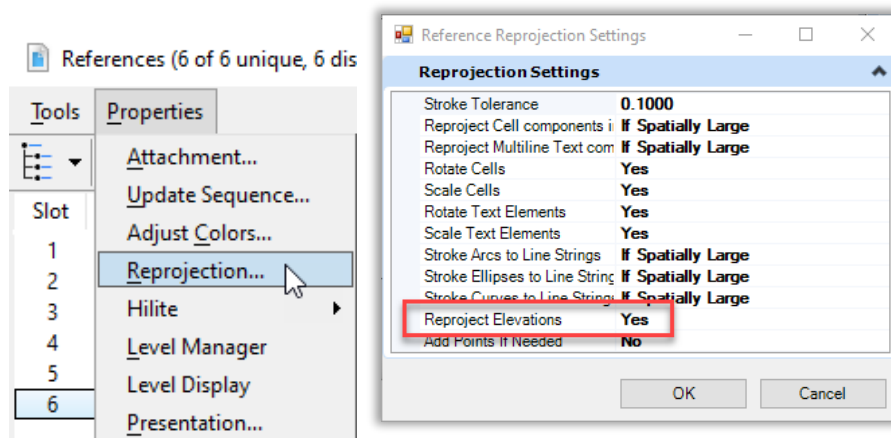 References (6 of 6 unique, 6 dis
Tools Properties
Slot
1
2
3
4
5
6
Attachment...
Update Sequence...
Adjust Colors...
Reprojection...
Hilite
Level Manager
Level Display
Presentation...
Reference Reprojection Settings
Reprojection Settings
Stroke Tolerance 0.1000
Reproject Cell components i If Spatially Large
Reproject Multiline Text com If Spatially Large
Rotate Cells Yes
Scale Cells Yes
Rotate Text Elements Yes
Scale Text Elements Yes
Stroke Arcs to Line Strings If Spatially Large
Stroke Ellipses to Line String If Spatially Large
Stroke Curves to Line String If Spatially Large
Reproject Elevations Yes
Add Points If Needed No
OK Cancel